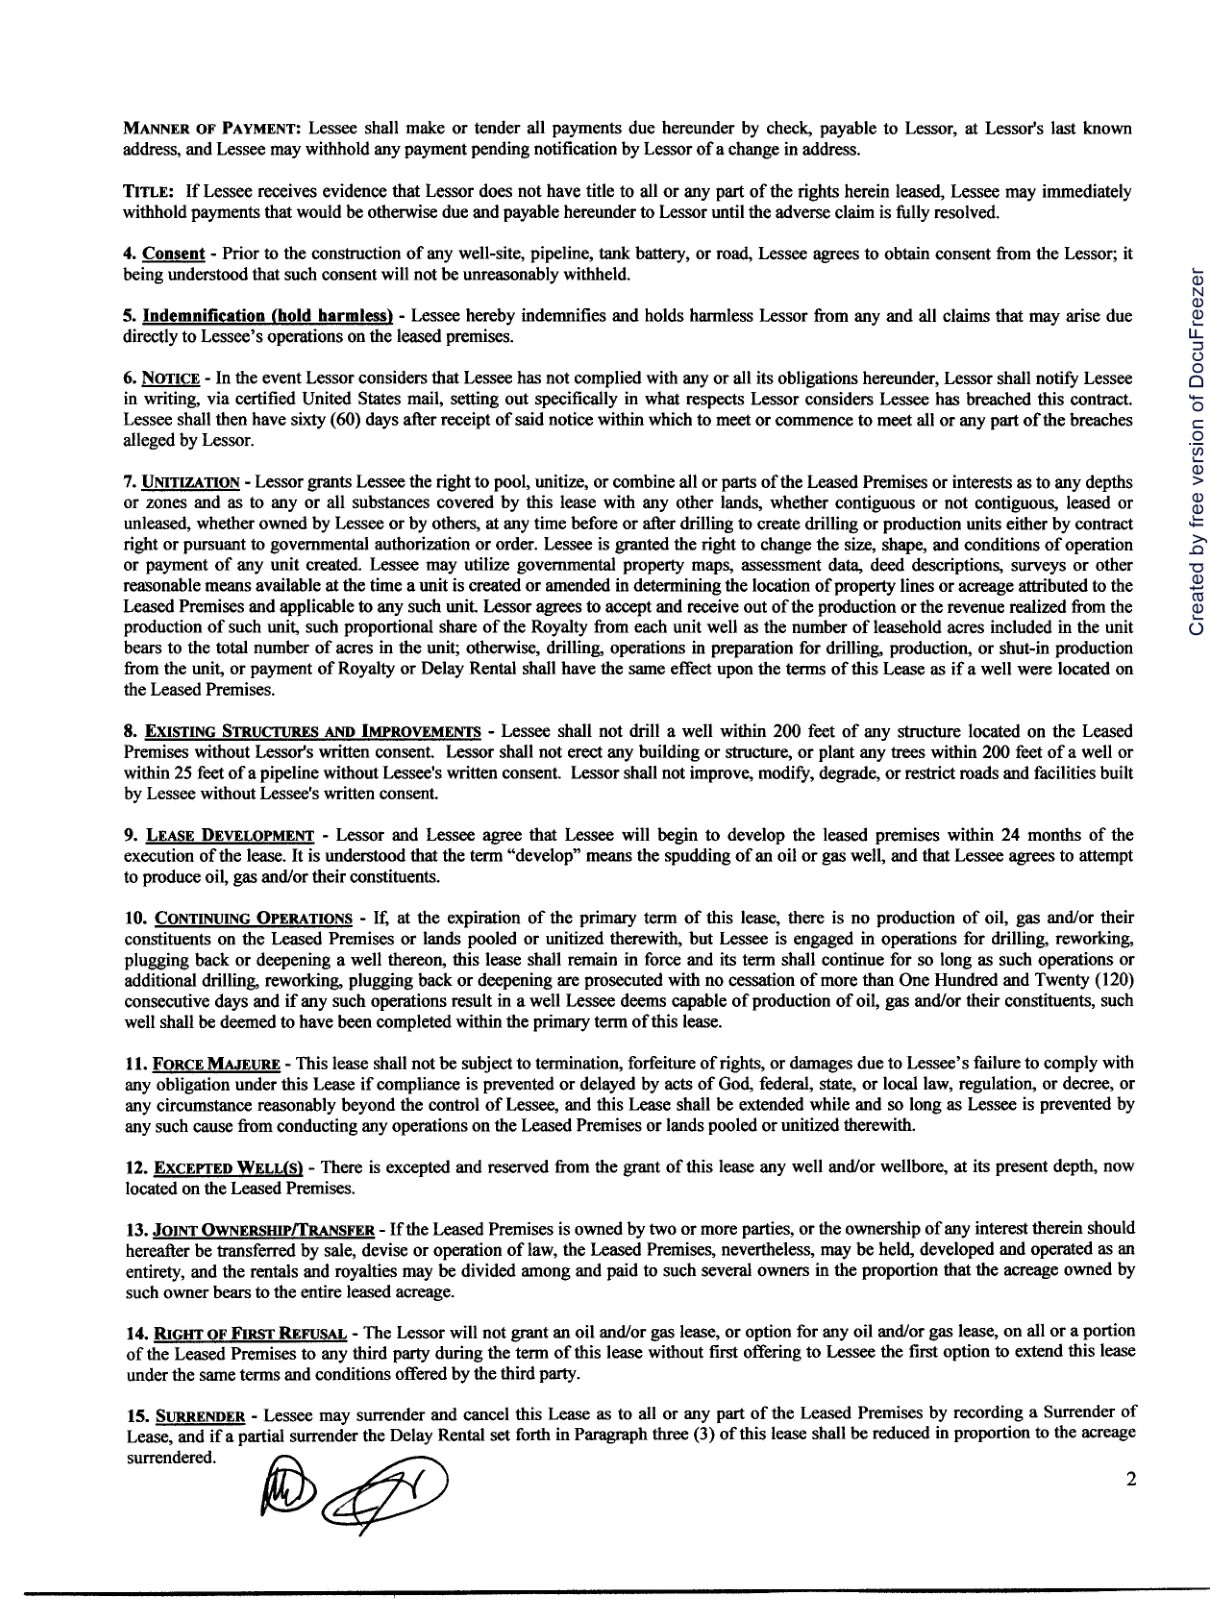 MANNER OF PAYMENT: Lessee shall make or tender all payments due hereunder by check, payable to Lessor, at Lessor's last known
address, and Lessee may withhold any payment pending notification by Lessor of a change in address.
TITLE: If Lessee receives evidence that Lessor does not have title to all or any part of the rights herein leased, Lessee may immediately
withhold payments that would be otherwise due and payable hereunder to Lessor until the adverse claim is fully resolved.
4. Consent - Prior to the construction of any well-site, pipeline, tank battery, or road, Lessee agrees to obtain consent from the Lessor; it
being understood that such consent will not be unreasonably withheld.
5. Indemnification (hold harmless) - Lessee hereby indemnifies and holds harmless Lessor from any and all claims that may arise due
directly to Lessee's operations on the leased premises.
6. NOTICE - In the event Lessor considers that Lessee has not complied with any or all its obligations hereunder, Lessor shall notify Lessee
in writing, via certified United States mail, setting out specifically in what respects Lessor considers Lessee has breached this contract.
Lessee shall then have sixty (60) days after receipt of said notice within which to meet or commence to meet all or any part of the breaches
alleged by Lessor.
7. UNITIZATION - Lessor grants Lessee the right to pool, unitize, or combine all or parts of the Leased Premises or interests as to any depths
or zones and as to any or all substances covered by this lease with any other lands, whether contiguous or not contiguous, leased or
unleased, whether owned by Lessee or by others, at any time before or after drilling to create drilling or production units either by contract
right or pursuant to governmental authorization or order. Lessee is granted the right to change the size, shape, and conditions of operation
or payment of any unit created. Lessee may utilize governmental property maps, assessment data, deed descriptions, surveys or other
reasonable means available at the time a unit is created or amended in determining the location of property lines or acreage attributed to the
Leased Premises and applicable to any such unit. Lessor agrees to accept and receive out of the production or the revenue realized from the
production of such unit, such proportional share of the Royalty from each unit well as the number of leasehold acres included in the unit
bears to the total number of acres in the unit; otherwise, drilling, operations in preparation for drilling, production, or shut-in production
from the unit, or payment of Royalty or Delay Rental shall have the same effect upon the terms of this Lease as if a well were located on
the Leased Premises.
8. EXISTING STRUCTURES AND IMPROVEMENTS - Lessee shall not drill a well within 200 feet of any structure located on the Leased
Premises without Lessor's written consent. Lessor shall not erect any building or structure, or plant any trees within 200 feet of a well or
within 25 feet of a pipeline without Lessee's written consent. Lessor shall not improve, modify, degrade, or restrict roads and facilities built
by Lessee without Lessee's written consent.
9. LEASE DEVELOPMENT - Lessor and Lessee agree that Lessee will begin to develop the leased premises within 24 months of the
execution of the lease. It is understood that the term “develop” means the spudding of an oil or gas well, and that Lessee agrees to attempt
to produce oil, gas and/or their constituents.
10. CONTINUING OPERATIONS - If, at the expiration of the primary term of this lease, there is no production of oil, gas and/or their
constituents on the Leased Premises or lands pooled or unitized therewith, but Lessee is engaged in operations for drilling, reworking,
plugging back or deepening a well thereon, this lease shall remain in force and its term shall continue for so long as such operations or
additional drilling, reworking, plugging back or deepening are prosecuted with no cessation of more than One Hundred and Twenty (120)
consecutive days and if any such operations result in a well Lessee deems capable of production of oil, gas and/or their constituents, such
well shall be deemed to have been completed within the primary term of this lease.
11. FORCE MAJEURE - This lease shall not be subject to termination, forfeiture of rights, or damages due to Lessee's failure to comply with
any obligation under this Lease if compliance is prevented or delayed by acts of God, federal, state, or local law, regulation, or decree, or
any circumstance reasonably beyond the control of Lessee, and this Lease shall be extended while and so long as Lessee is prevented by
any such cause from conducting any operations on the Leased Premises or lands pooled or unitized therewith.
12. EXCEPTED WELL(S) - There is excepted and reserved from the grant of this lease any well and/or wellbore, at its present depth, now
located on the Leased Premises.
13. JOINT OWNERSHIP/TRANSFER - If the Leased Premises is owned by two or more parties, or the ownership of any interest therein should
hereafter be transferred by sale, devise or operation of law, the Leased Premises, nevertheless, may be held, developed and operated as an
entirety, and the rentals and royalties may be divided among and paid to such several owners in the proportion that the acreage owned by
such owner bears to the entire leased acreage.
14. RIGHT OF FIRST REFUSAL - The Lessor will not grant an oil and/or gas lease, or option for any oil and/or gas lease, on all or a portion
of the Leased Premises to any third party during the term of this lease without first offering to Lessee the first option to extend this lease
under the same terms and conditions offered by the third party.
15. SURRENDER - Lessee may surrender and cancel this Lease as to all or any part of the Leased Premises by recording a Surrender of
Lease, and if a partial surrender the Delay Rental set forth in Paragraph three (3) of this lease shall be reduced in proportion to the acreage
surrendered.
2
Created by free version of DocuFreezer